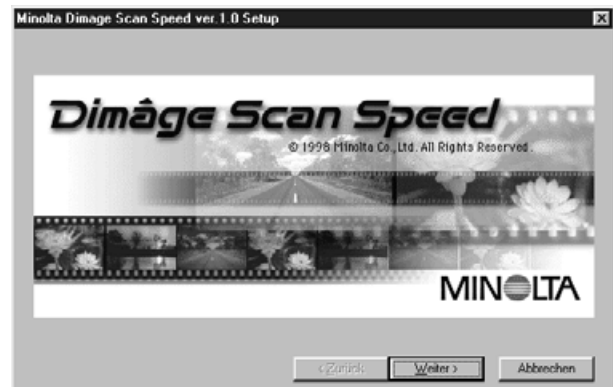 Minolta Dimage Scan Speed ver.1.0 Setup
Dimâge Scan Speed
© 1998 Minolta Co., Ltd. All Rights Reserved.
MINOLTA
< Zurück Weiter > Abbrechen